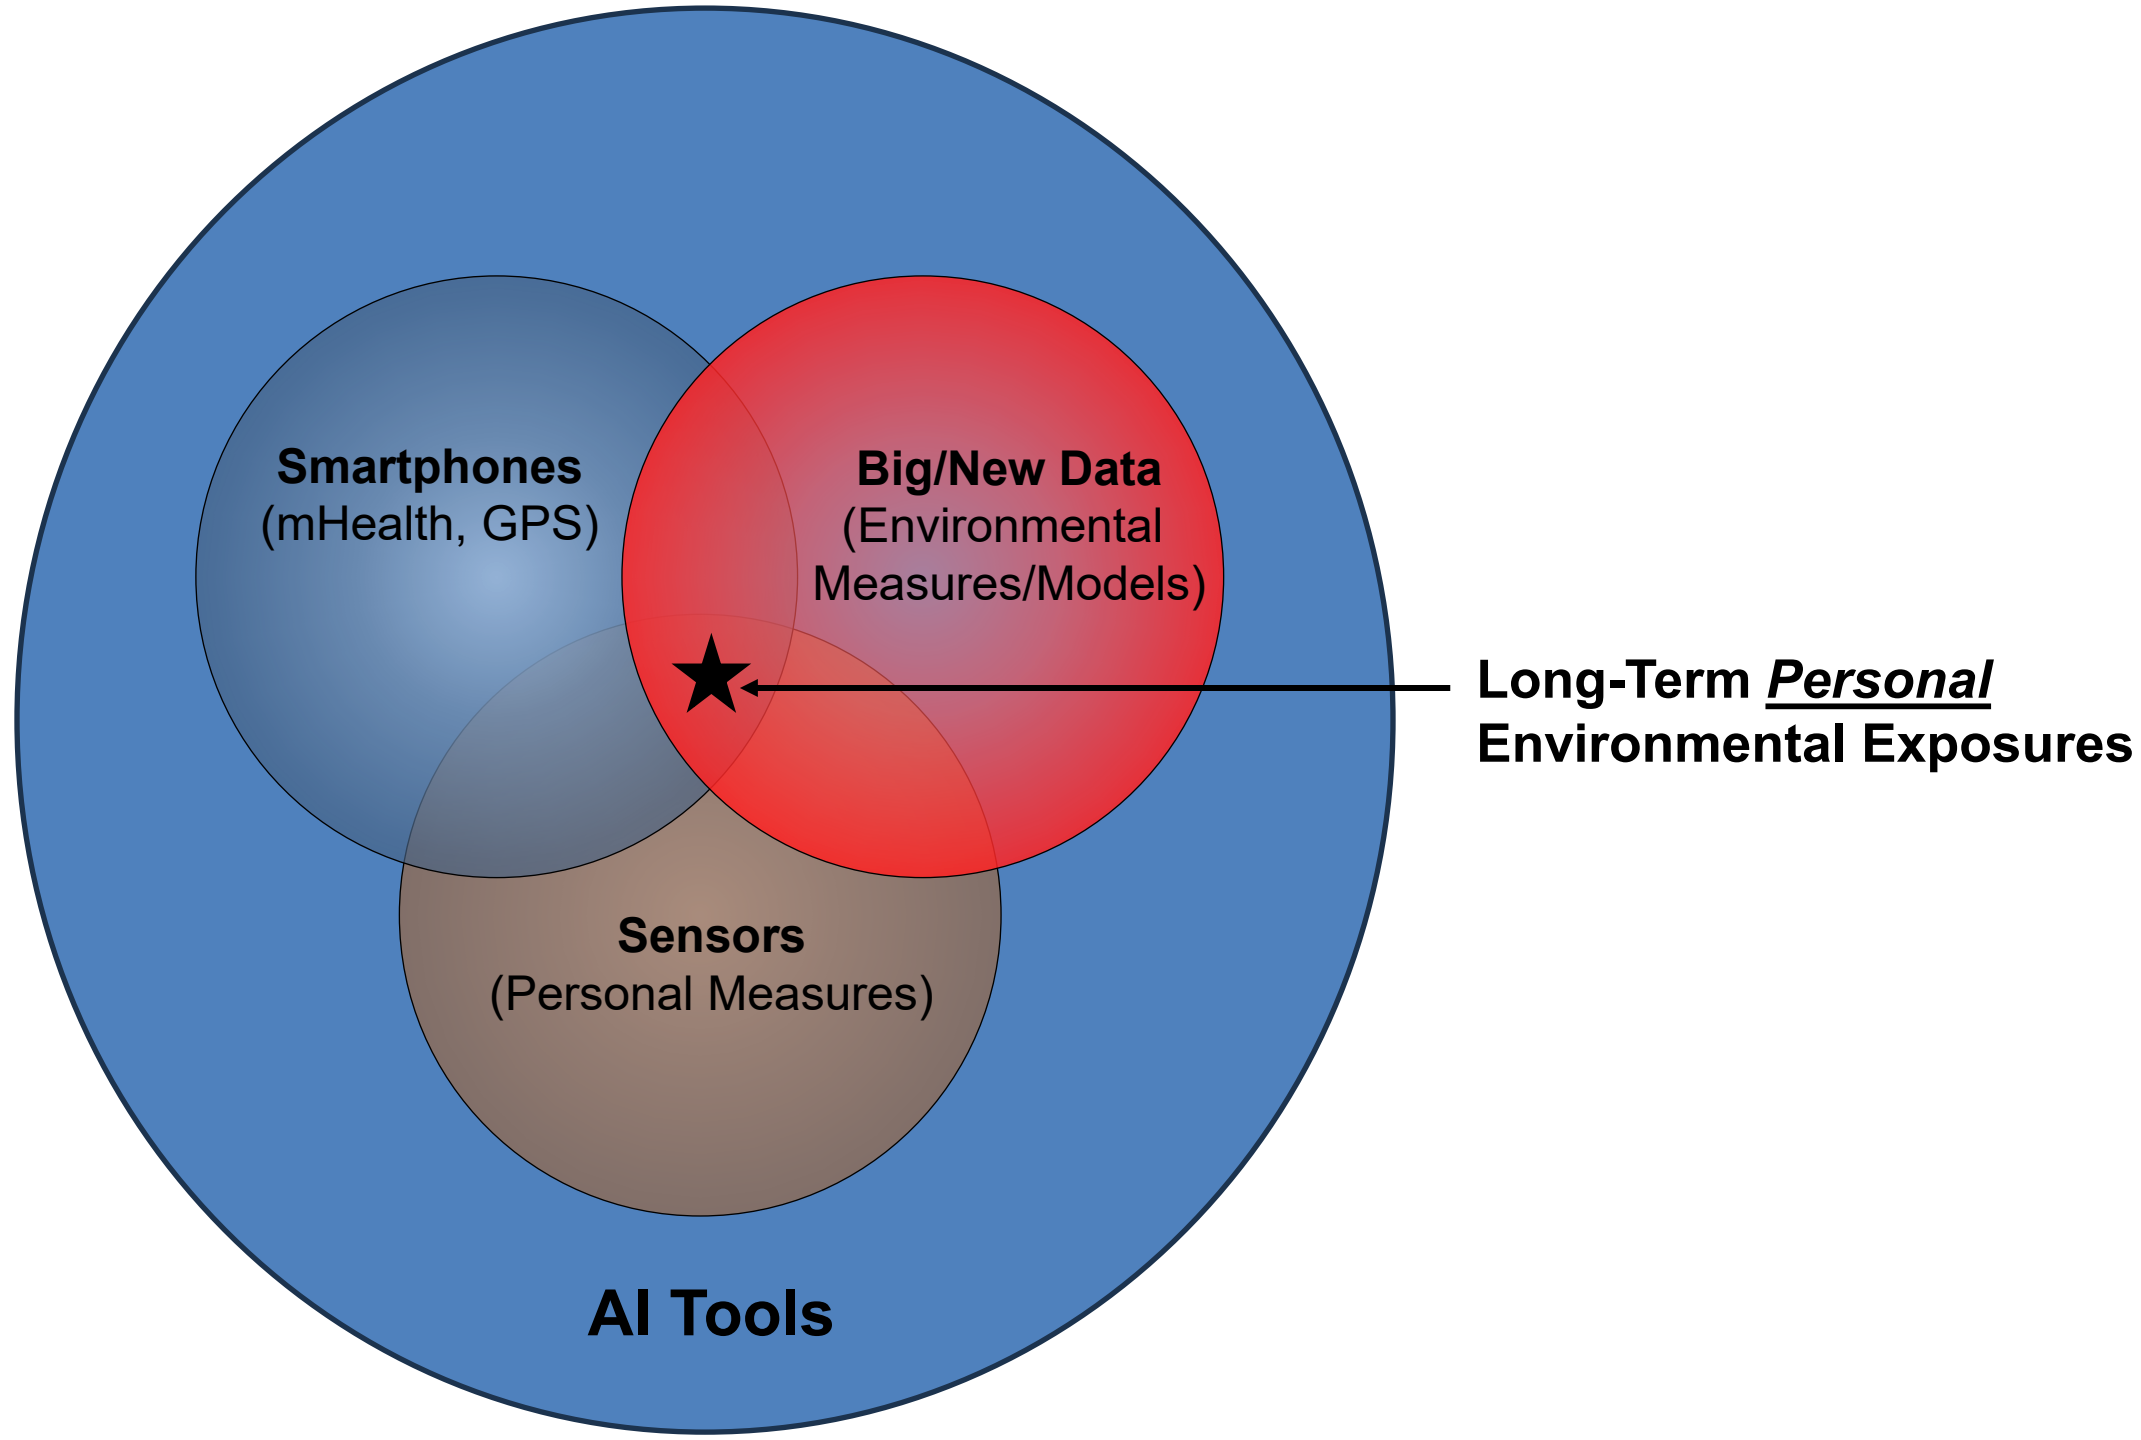 Smartphones
(mHealth, GPS)
Big/New Data
(Environmental
Measures/Models)
Long-Term Personal
Environmental Exposures
Sensors
(Personal Measures)
AI Tools